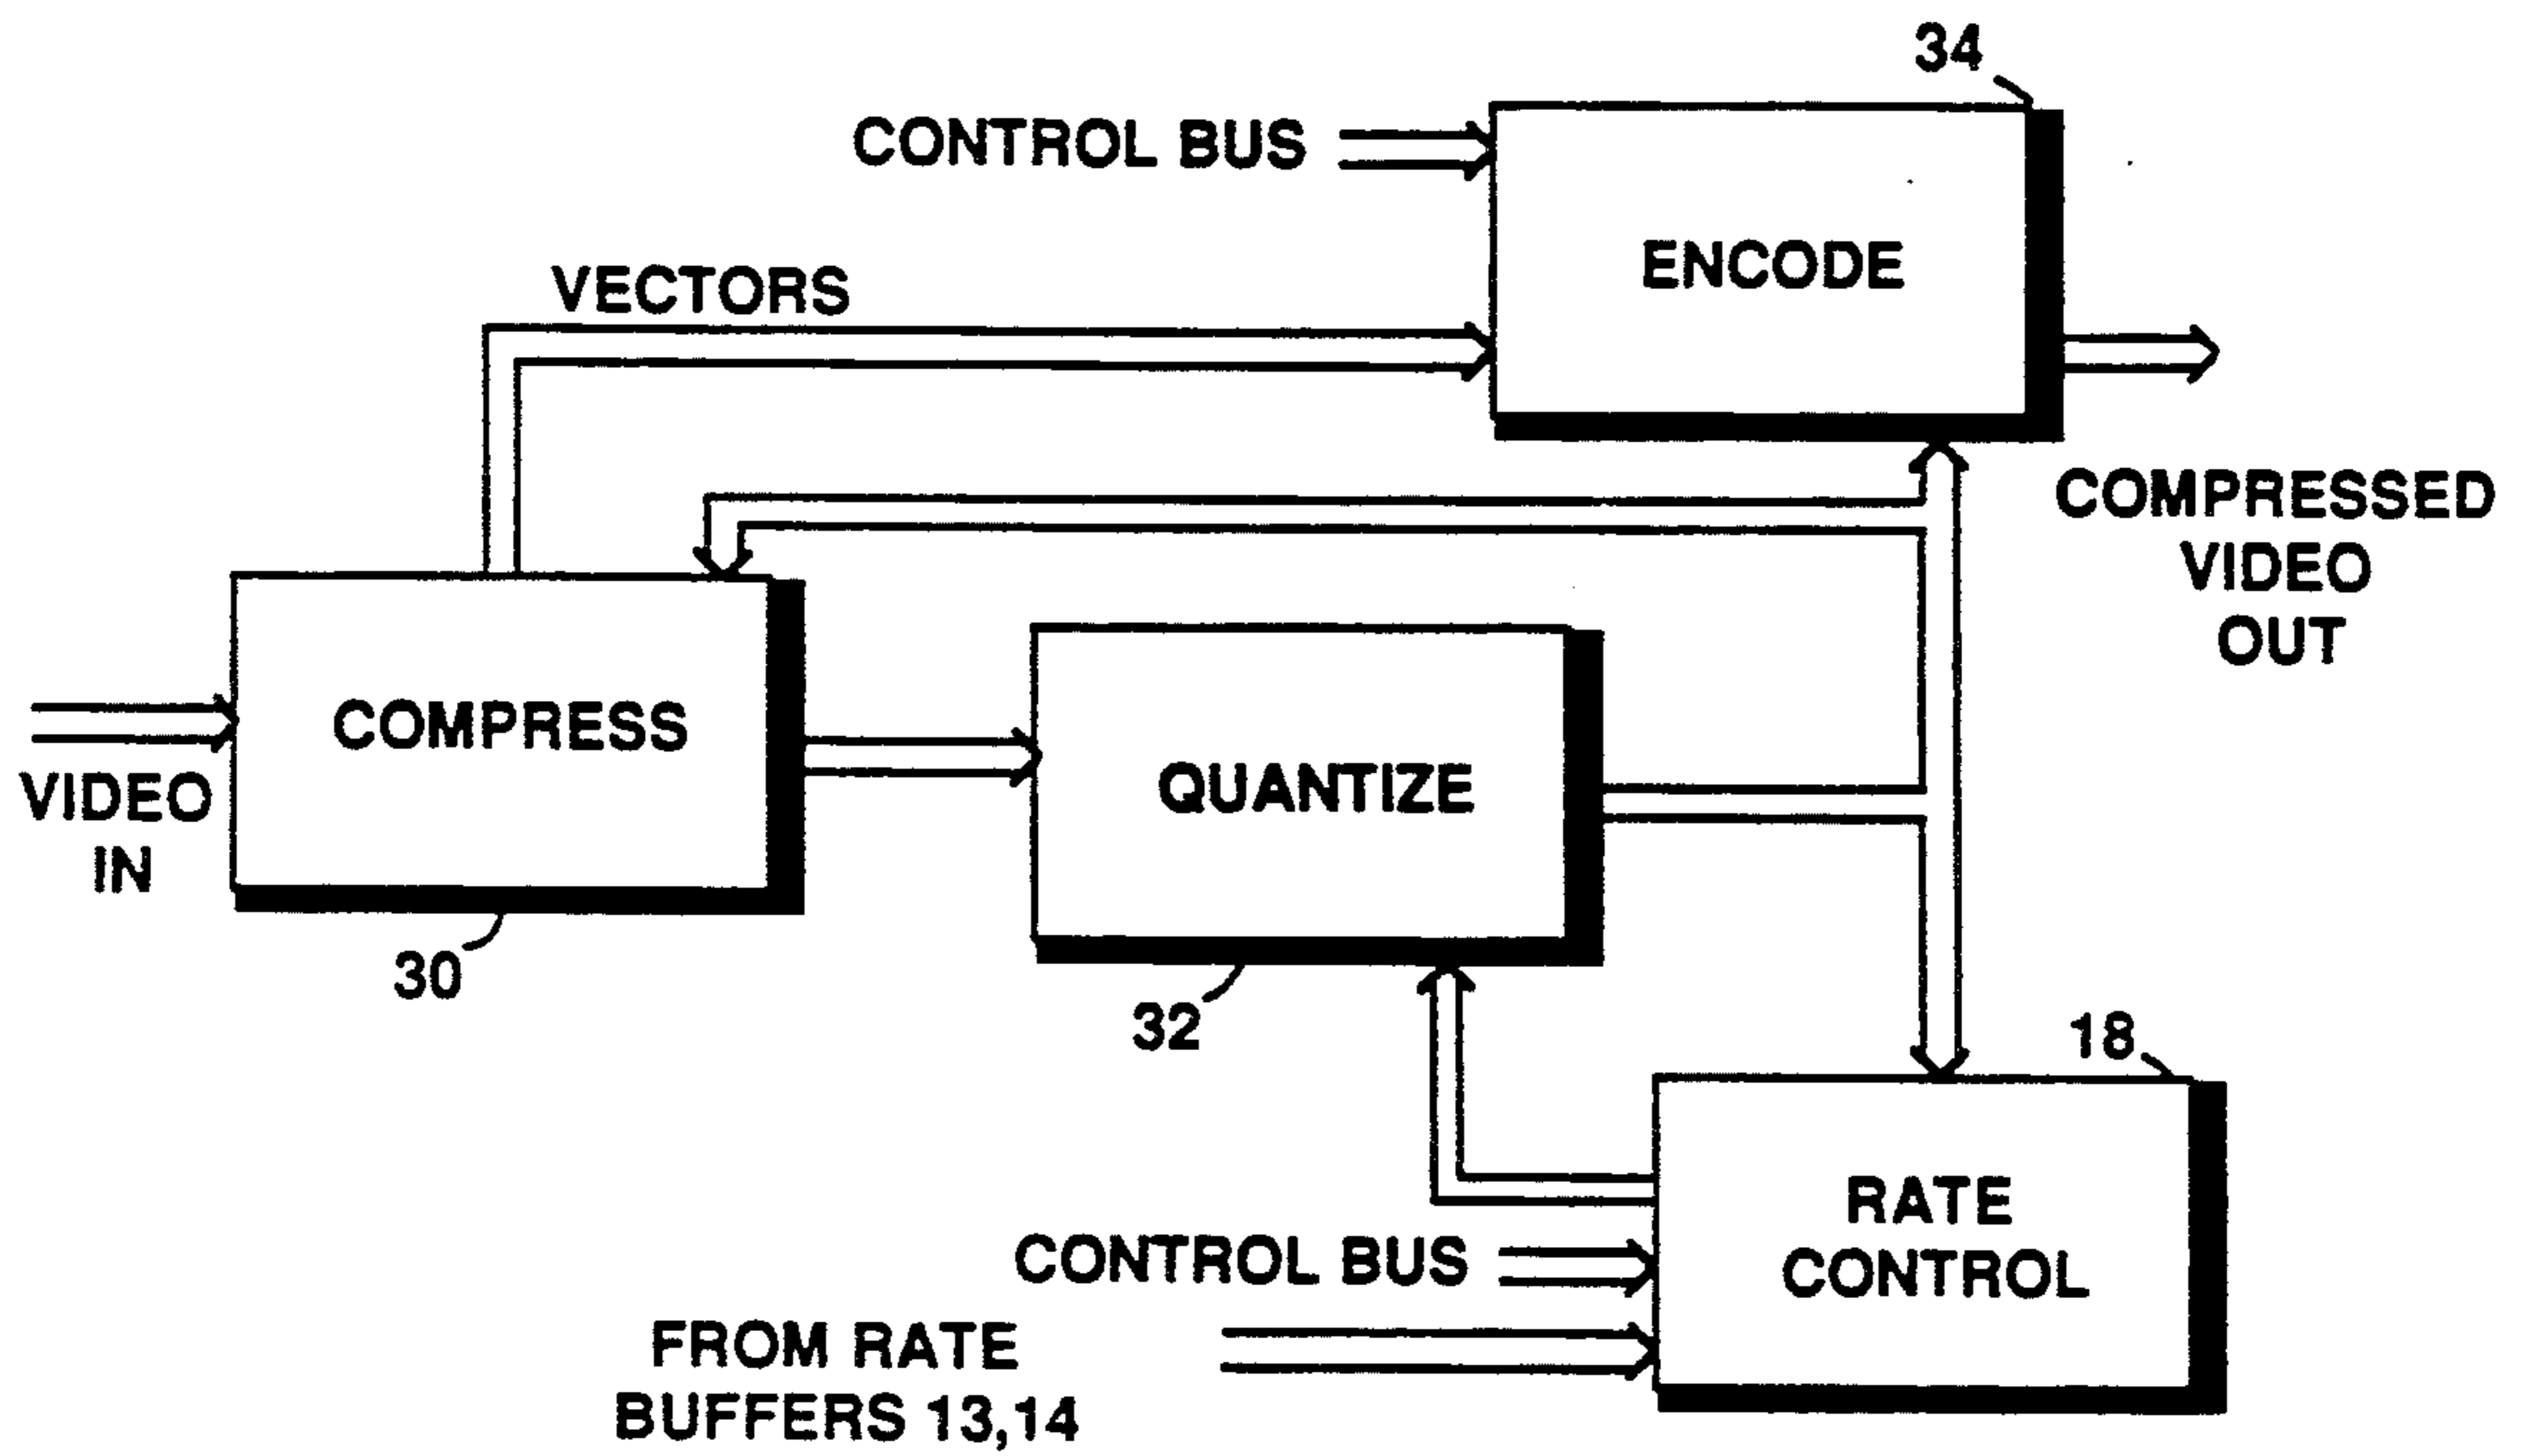 34
CONTROL BUS
ENCODE
VECTORS
COMPRESSED
VIDEO
OUT
COMPRESS
VIDEO
IN
QUANTIZE
30
32
18
RATE
CONTROL
CONTROL BUS
FROM RATE
BUFFERS 13,14